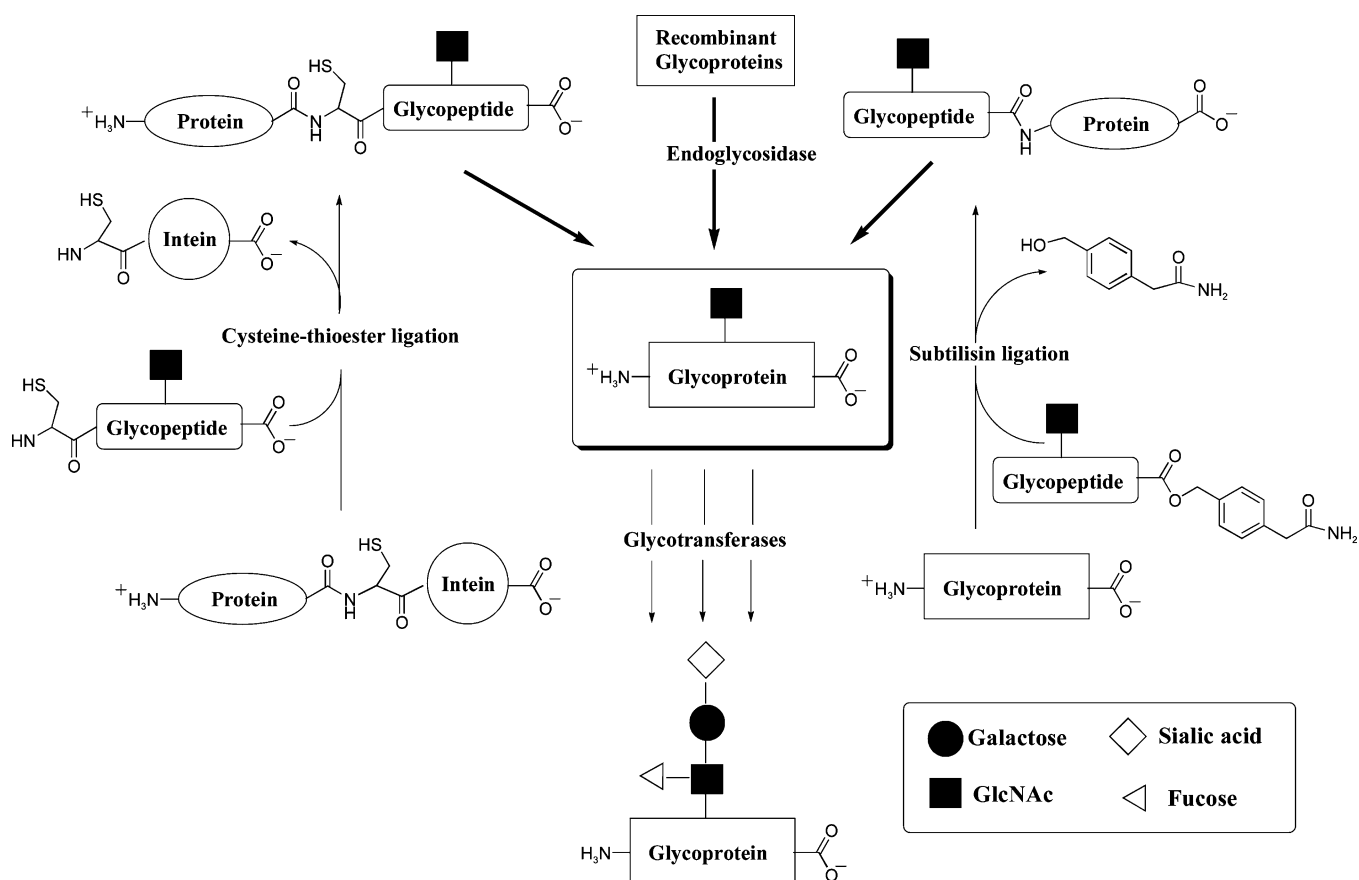 Recombinant
Glycoproteins
HS
O
Glycopeptide
O
O−
+H3N
Protein
N
H
O
Glycopeptide
O
N
H
Protein
O
O−
Endoglycosidase
HS
HN
O
Intein
O
O−
HO
O
NH2
Cysteine-thioester ligation
Subtilisin ligation
HS
HN
O
Glycopeptide
O
O−
+H3N
Glycoprotein
O
O−
Glycopeptide
O
O
O
NH2
Glycotransferases
+H3N
Protein
O
N
H
HS
O
Intein
O
O−
+H3N
Glycoprotein
O
O−
Galactose
Sialic acid
GlcNAc
Fucose
H3N
Glycoprotein
O
O−